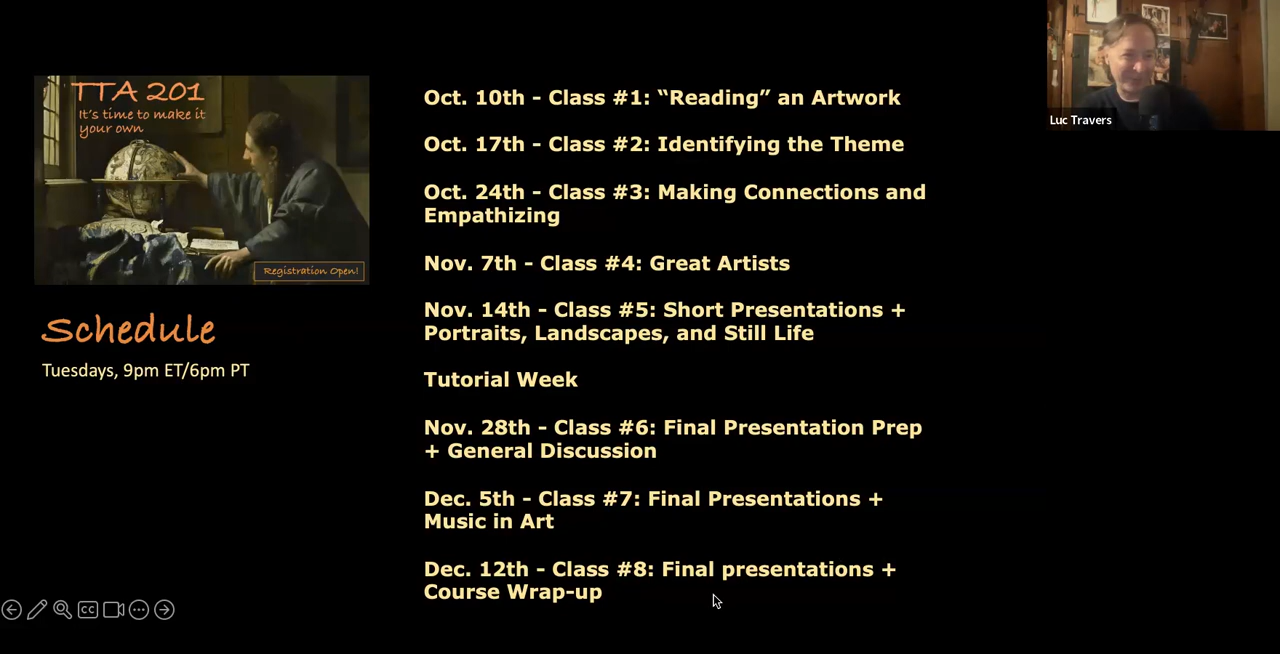 TTA 201
It's time to make it
your own
Registration Open!
Schedule
Tuesdays, 9pm ET/6pm PT
Oct. 10th - Class #1: “Reading” an Artwork
Oct. 17th - Class #2: Identifying the Theme
Oct. 24th - Class #3: Making Connections and
Empathizing
Nov. 7th - Class #4: Great Artists
Nov. 14th - Class #5: Short Presentations +
Portraits, Landscapes, and Still Life
Tutorial Week
Nov. 28th - Class #6: Final Presentation Prep
+ General Discussion
Dec. 5th - Class #7: Final Presentations +
Music in Art
Dec. 12th - Class #8: Final presentations +
Course Wrap-up
Luc Travers
CC